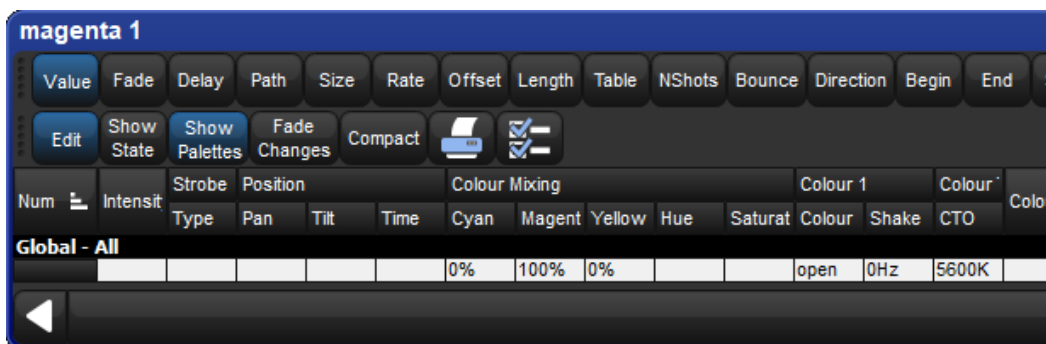 magenta 1
Value Fade Delay Path Size Rate Offset Length Table NShots Bounce Direction Begin End
Edit Show State Show Palettes Fade Changes Compact
Num Intensit Strobe Position Colour Mixing Colour 1 Colour Colou
Type Pan Tilt Time Cyan Magent Yellow Hue Saturat Colour Shake CTO
Global - All
0% 100% 0% open 0Hz 5600K